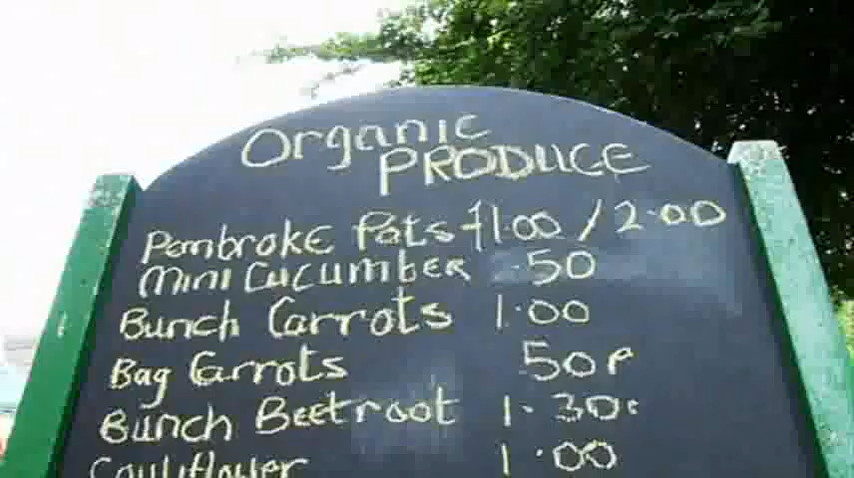 Organic
PRODUCE
Pembroke Pots £1.00 / 2.00
Mini Cucumber .50
Bunch Carrots 1.00
Bag Carrots 50p
Bunch Beetroot 1.30
Cauliflower 1.00